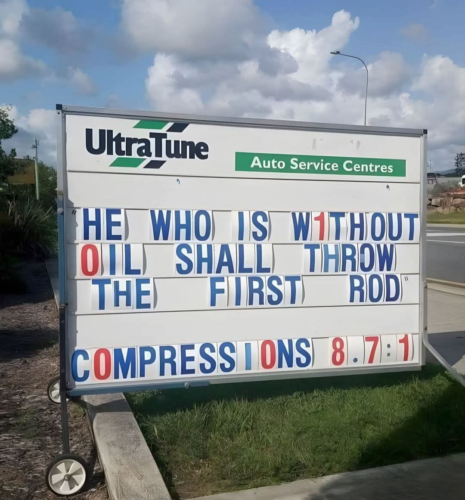 UltraTune
Auto Service Centres
"HE WHO IS W1THOUT
OIL SHALL THROW
THE FIRST ROD"
COMPRESSIONS 8.7:1